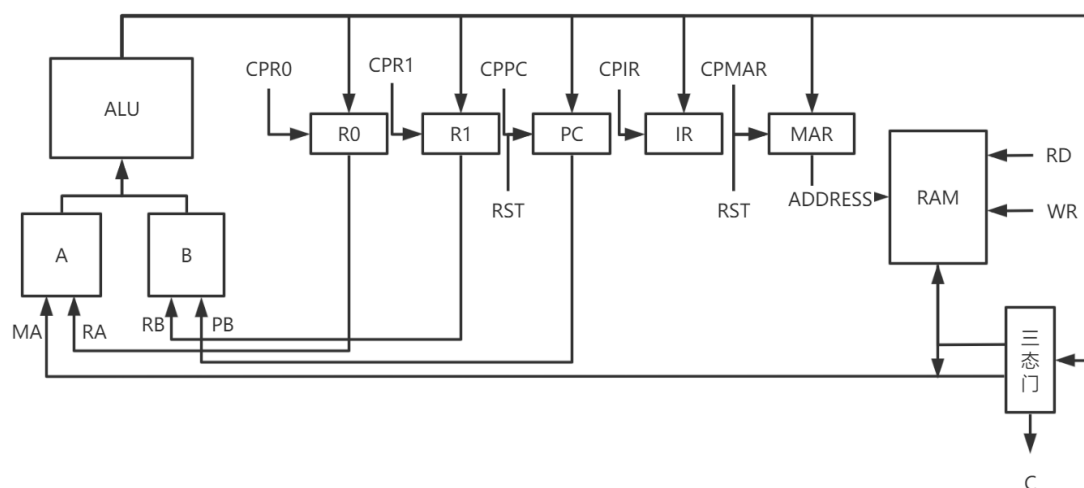 CPR0
CPR1
CPPC
CPIR
CPMAR
ALU
R0
R1
PC
IR
MAR
RD
RST
RST
ADDRESS
RAM
WR
A
B
MA
RA
RB
PB
三态门
C